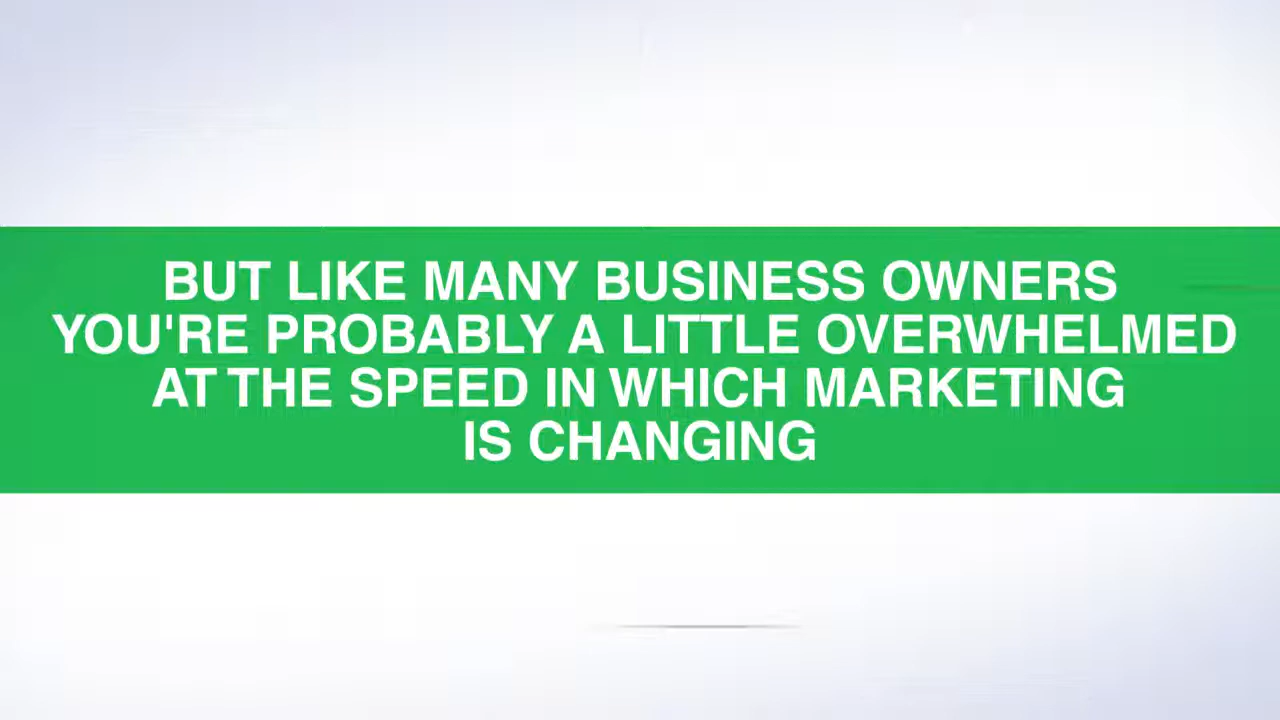 BUT LIKE MANY BUSINESS OWNERS
YOU'RE PROBABLY A LITTLE OVERWHELMED
AT THE SPEED IN WHICH MARKETING
IS CHANGING